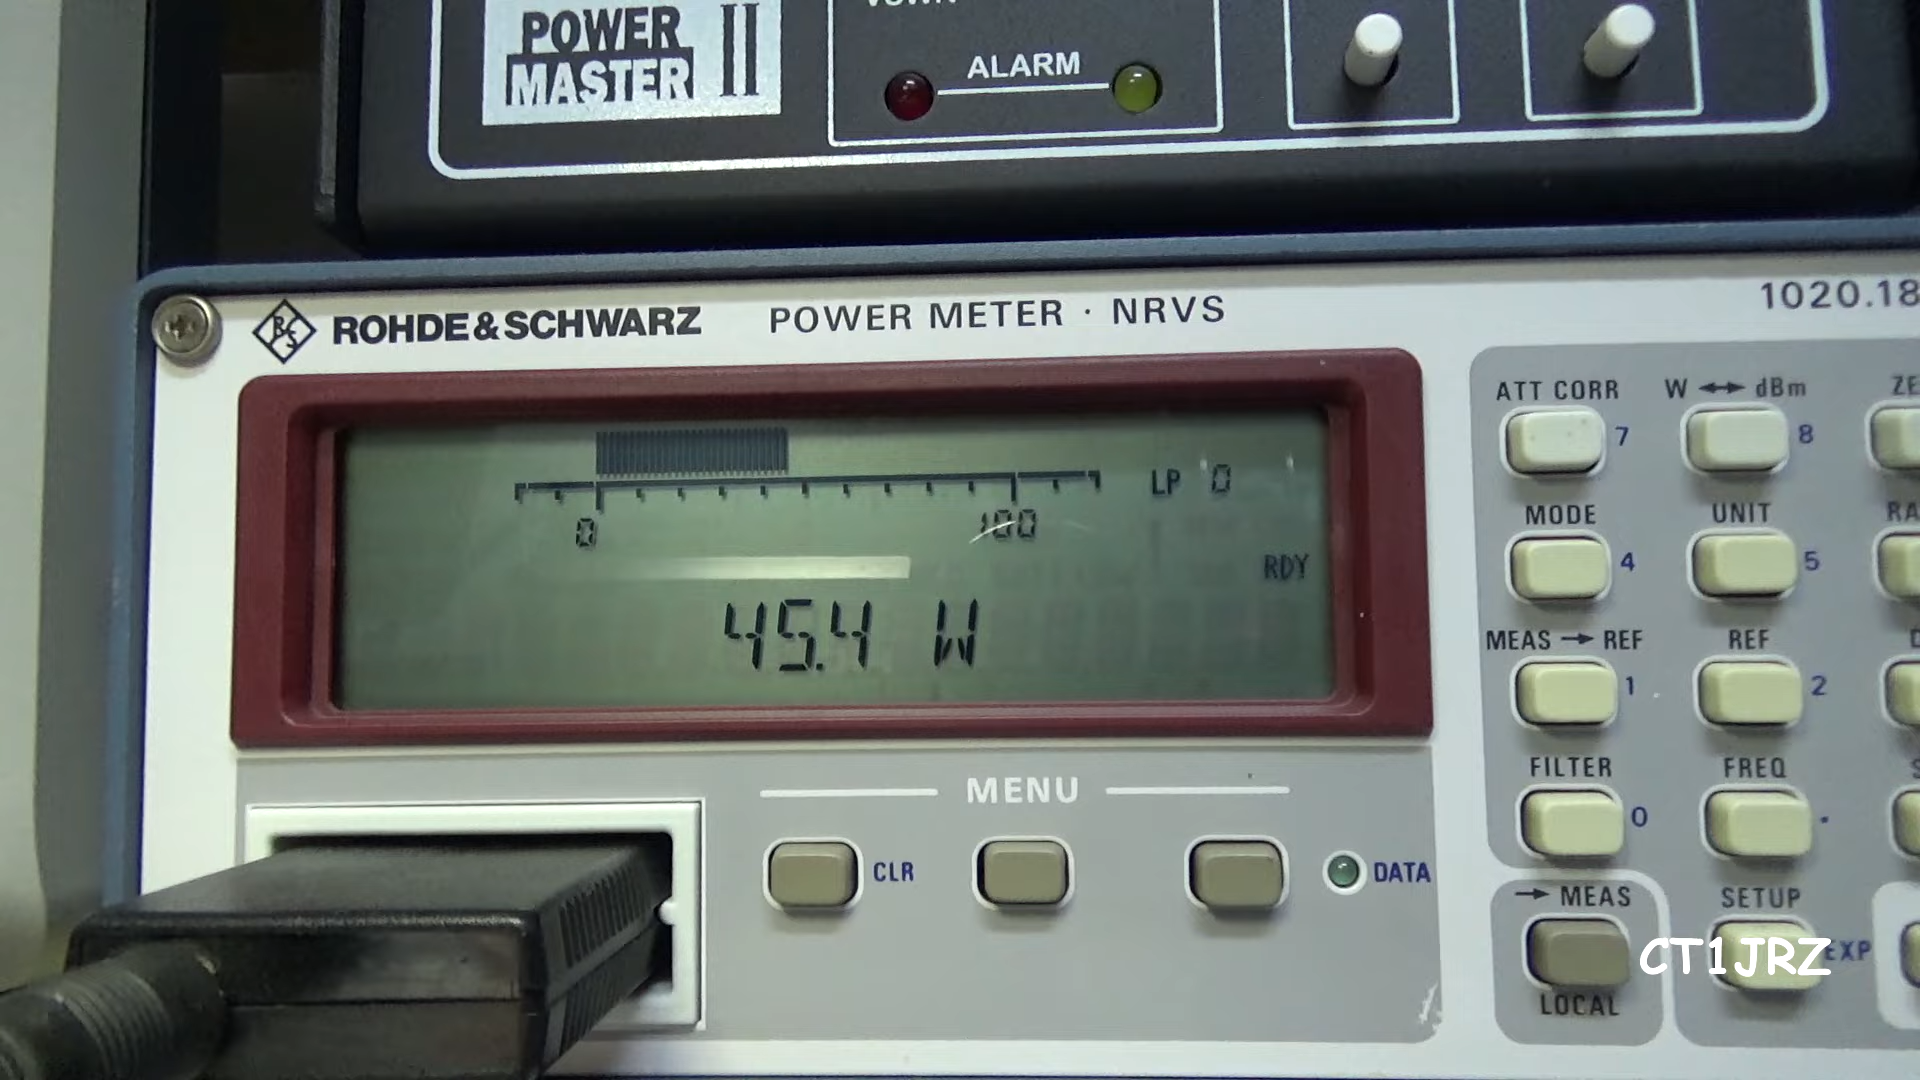 POWER
MASTER II
ALARM
ROHDE & SCHWARZ POWER METER · NRVS
1020.18
LP 0
0 100
RDY
45.4 W
ATT CORR W ↔ dBm
7 8
MODE UNIT
4 5
MEAS → REF REF
1 2
FILTER FREQ
0 .
MENU
CLR DATA
→ MEAS SETUP
CT1JRZ EXP
LOCAL